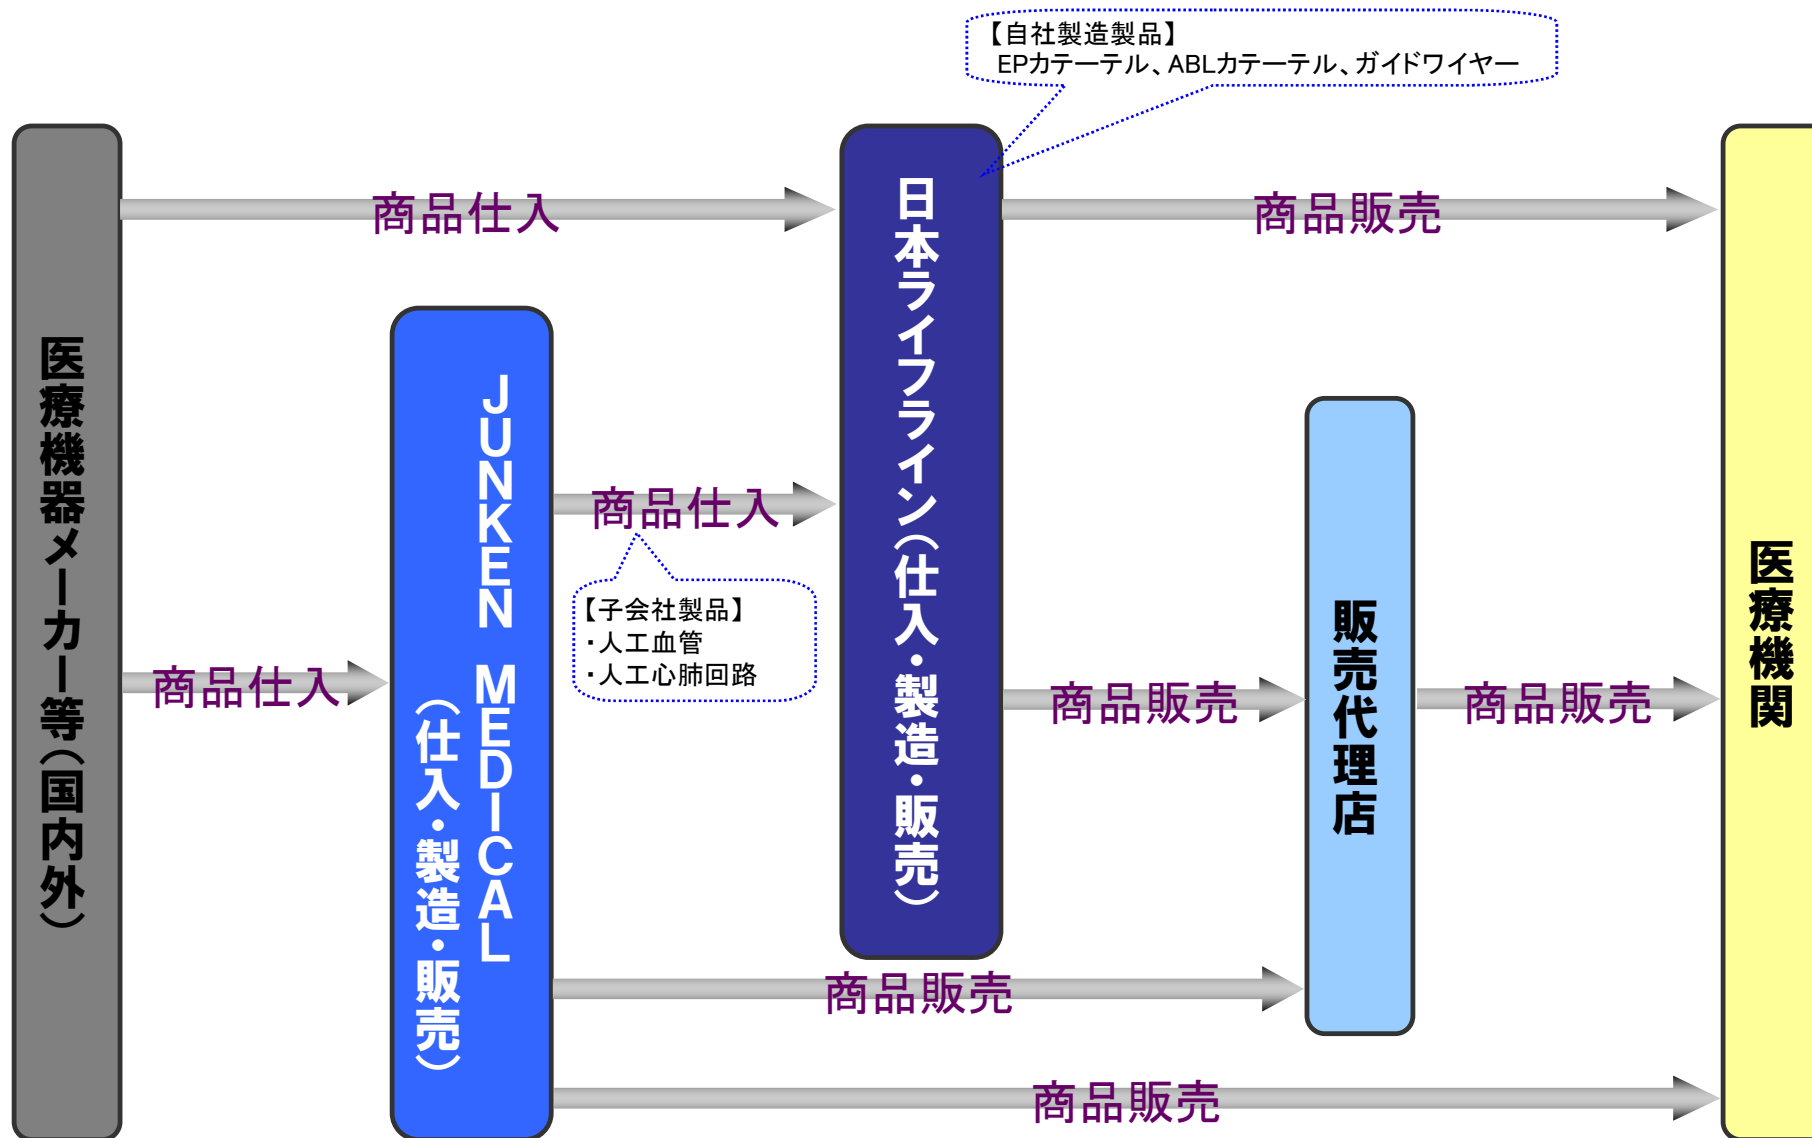 【自社製造製品】
EPカテーテル、ABLカテーテル、ガイドワイヤー
医療機器メーカー等（国内外）
商品仕入
商品仕入
ＪＵＮＫＥＮ　ＭＥＤＩＣＡＬ
（仕入・製造・販売）
商品仕入
【子会社製品】
・人工血管
・人工心肺回路
日本ライフライン（仕入・製造・販売）
商品販売
商品販売
商品販売
商品販売
販売代理店
商品販売
医療機関